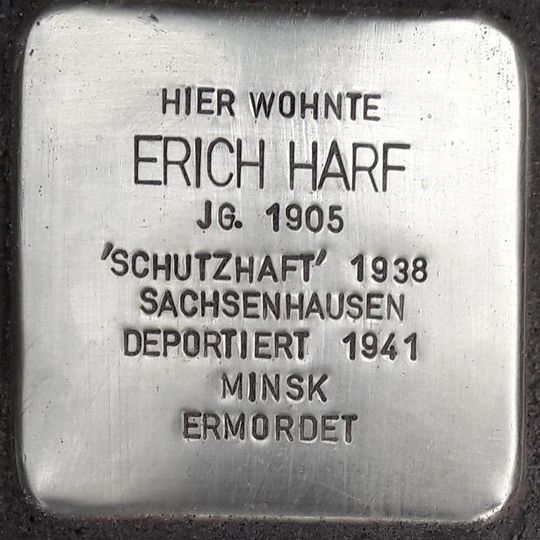 HIER WOHNTE
ERICH HARF
JG. 1905
'SCHUTZHAFT' 1938
SACHSENHAUSEN
DEPORTIERT 1941
MINSK
ERMORDET